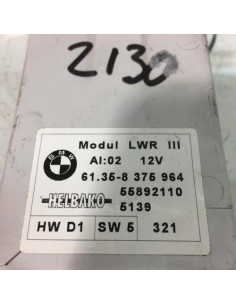 2130
BMW
Modul LWR III
AI:02 12V
61.35-8 375 964
55892110
HELBAKO 5139
HW D1 SW 5 321